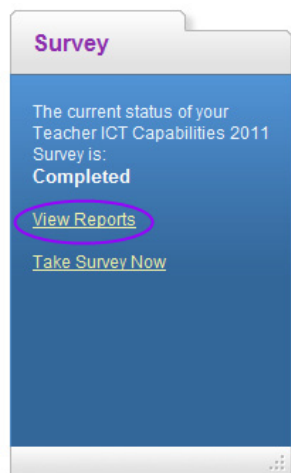 Survey
The current status of your
Teacher ICT Capabilities 2011
Survey is:
Completed
View Reports
Take Survey Now